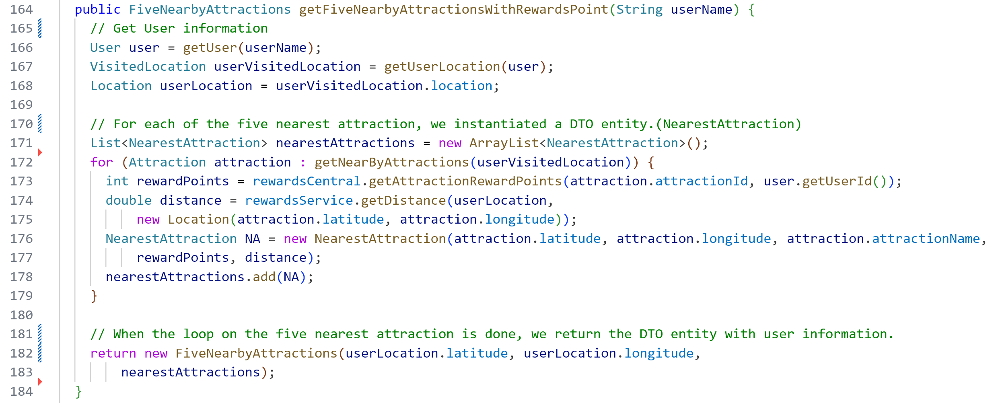 164 public FiveNearbyAttractions getFiveNearbyAttractionsWithRewardsPoint(String userName) {
165 // Get User information
166 User user = getUser(userName);
167 VisitedLocation userVisitedLocation = getUserLocation(user);
168 Location userLocation = userVisitedLocation.location;
169
170 // For each of the five nearest attraction, we instantiated a DTO entity.(NearestAttraction)
171 List<NearestAttraction> nearestAttractions = new ArrayList<NearestAttraction>();
172 for (Attraction attraction : getNearByAttractions(userVisitedLocation)) {
173 int rewardPoints = rewardsCentral.getAttractionRewardPoints(attraction.attractionId, user.getUserId());
174 double distance = rewardsService.getDistance(userLocation,
175 new Location(attraction.latitude, attraction.longitude));
176 NearestAttraction NA = new NearestAttraction(attraction.latitude, attraction.longitude, attraction.attractionName,
177 rewardPoints, distance);
178 nearestAttractions.add(NA);
179 }
180
181 // When the loop on the five nearest attraction is done, we return the DTO entity with user information.
182 return new FiveNearbyAttractions(userLocation.latitude, userLocation.longitude,
183 nearestAttractions);
184 }